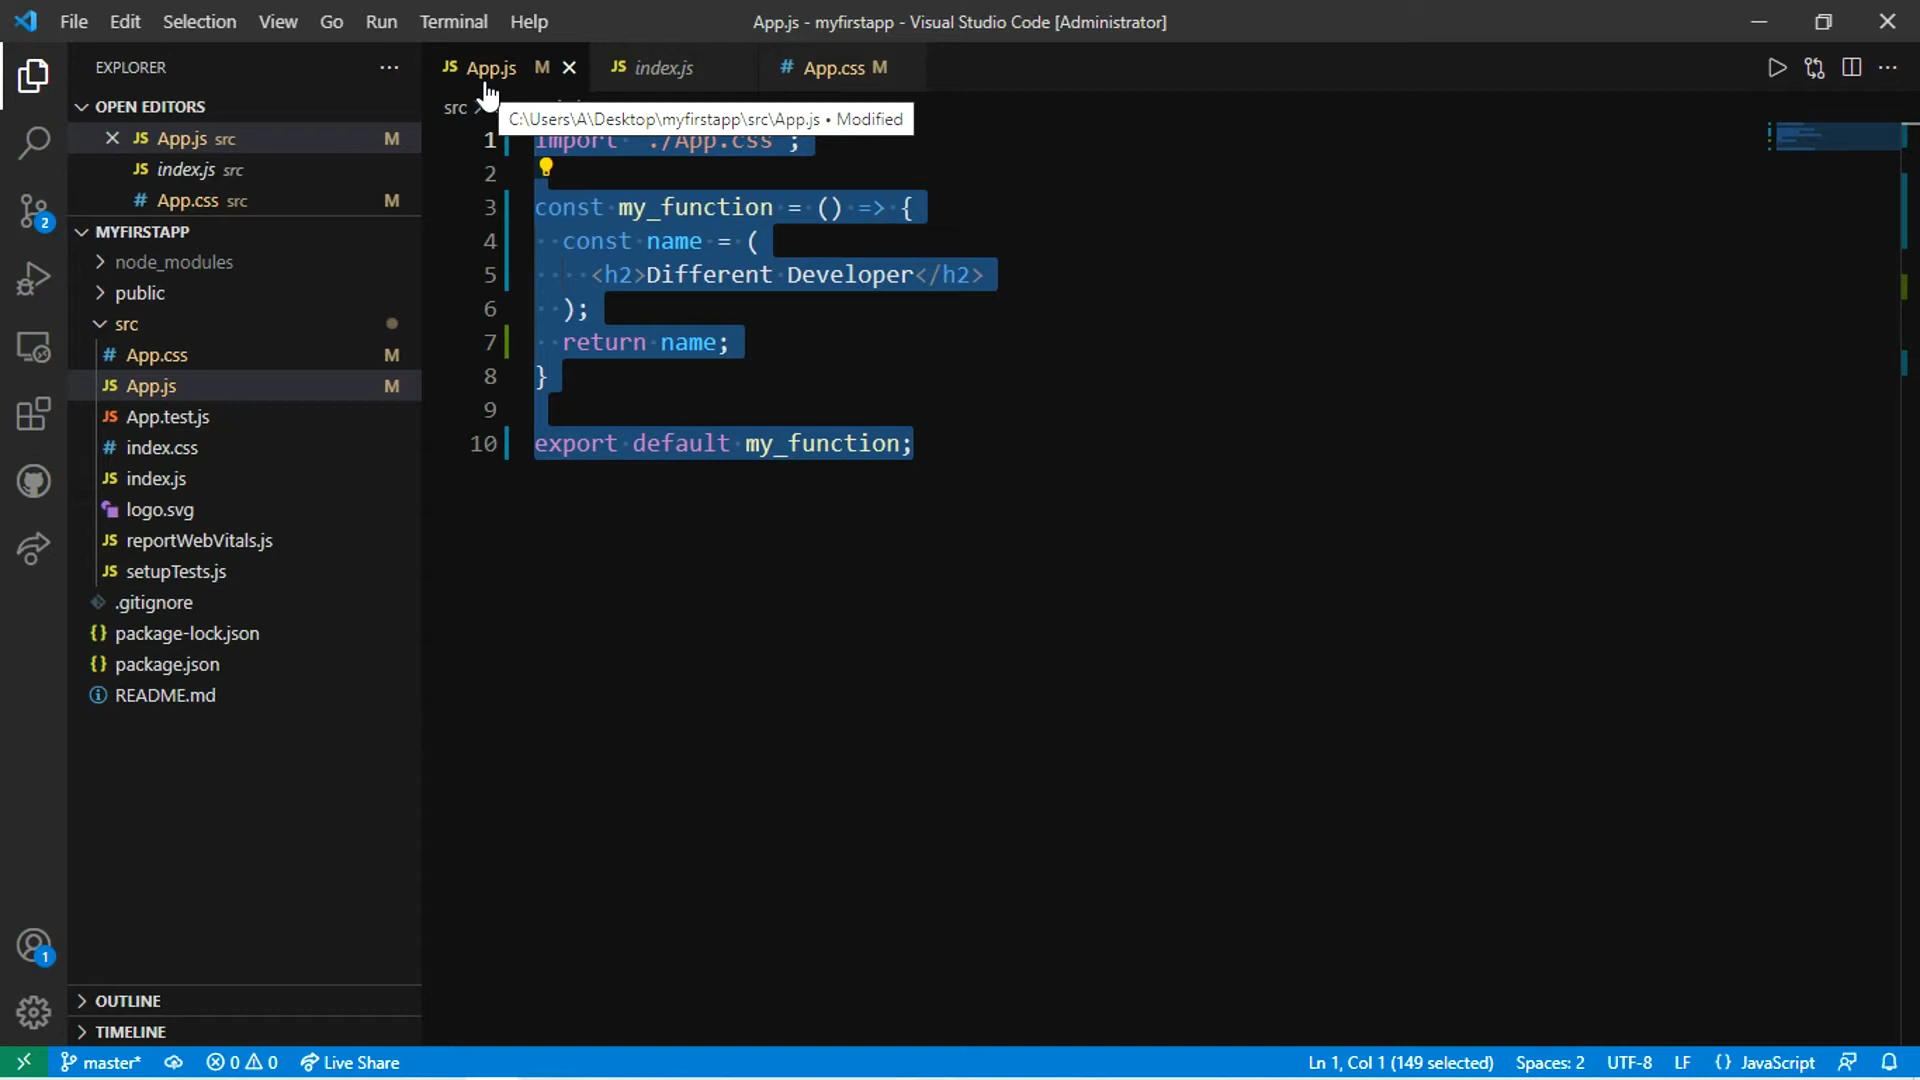 File Edit Selection View Go Run Terminal Help
App.js - myfirstapp - Visual Studio Code [Administrator]
EXPLORER
OPEN EDITORS
JS App.js src M
JS index.js src
# App.css src M
MYFIRSTAPP
node_modules
public
src
# App.css M
JS App.js M
JS App.test.js
# index.css
JS index.js
logo.svg
JS reportWebVitals.js
JS setupTests.js
.gitignore
{} package-lock.json
{} package.json
README.md
OUTLINE
TIMELINE
2
1
JS App.js M
JS index.js
# App.css M
src >
C:\Users\A\Desktop\myfirstapp\src\App.js • Modified
1 import './App.css';
2
3 const my_function = () => {
4 const name = (
5 <h2>Different Developer</h2>
6 );
7 return name;
8 }
9
10 export default my_function;
master* 0 0 Live Share
Ln 1, Col 1 (149 selected) Spaces: 2 UTF-8 LF {} JavaScript